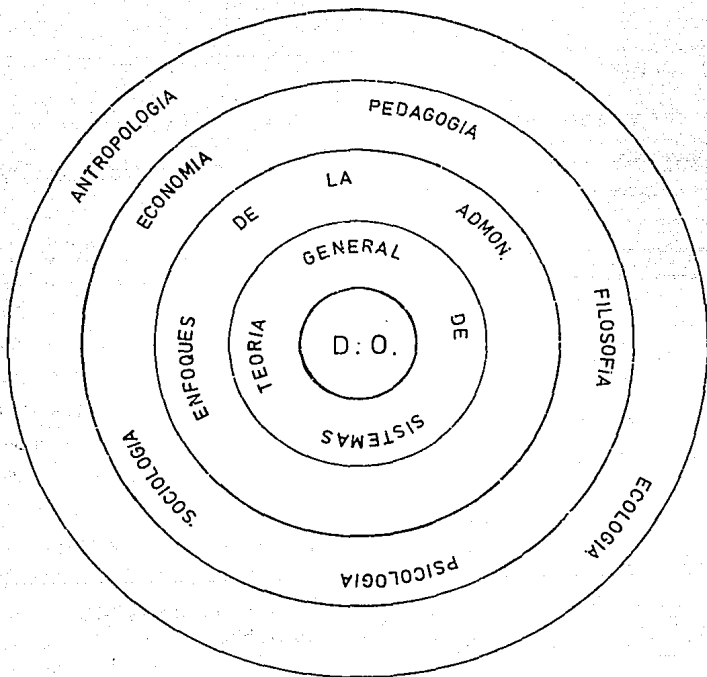 ANTROPOLOGIA
ECOLOGIA
ECONOMIA
PEDAGOGIA
FILOSOFIA
PSICOLOGIA
SOCIOLOGIA
ENFOQUES DE LA ADMON.
TEORIA GENERAL DE SISTEMAS
D:O.